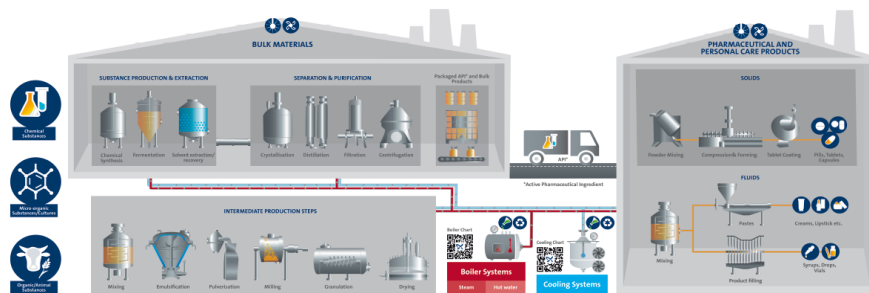 BULK MATERIALS
SUBSTANCE PRODUCTION & EXTRACTION
SEPARATION & PURIFICATION
Packaged API* and Bulk
Products
Chemical
Synthesis
Fermentation
Solvent extraction/
recovery
Crystallization
Distillation
Filtration
Centrifugation
Chemical
Substances
Micro-organic
Substances/Cultures
Organic/Animal
Substances
API*
*Active Pharmaceutical Ingredient
INTERMEDIATE PRODUCTION STEPS
Mixing
Emulsification
Pulverisation
Milling
Granulation
Drying
Boiler Chart
Boiler Systems
Steam
Hot water
Cooling Chart
Cooling Systems
PHARMACEUTICAL AND
PERSONAL CARE PRODUCTS
SOLIDS
Powder Mixing
Compression & Forming
Tablet Coating
Pills, Tablets,
Capsules
FLUIDS
Mixing
Pastes
Creams, Lipstick etc.
Product filling
Syrups, Drops,
Vials